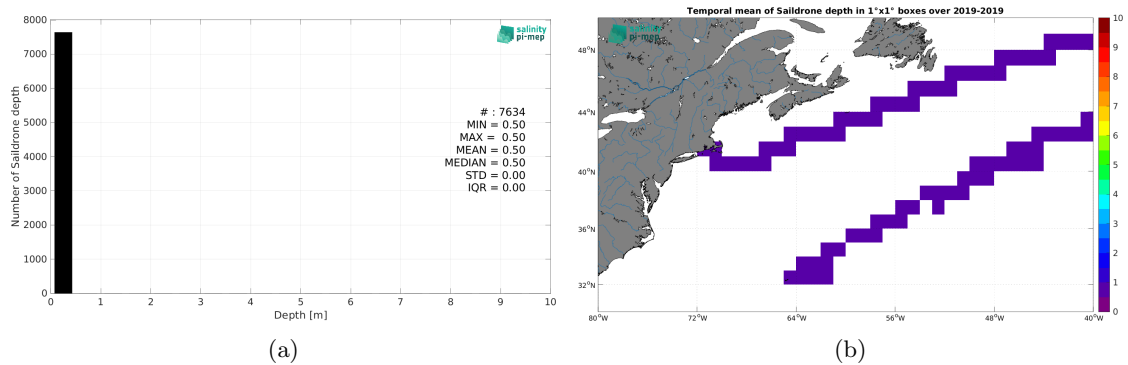 8000
7000
6000
5000
4000
3000
2000
1000
0
Number of Saildrone depth
salinity
pi-mep
# : 7634
MIN = 0.50
MAX = 0.50
MEAN = 0.50
MEDIAN = 0.50
STD = 0.00
IQR = 0.00
0 1 2 3 4 5 6 7 8 9 10
Depth [m]
(a)
Temporal mean of Saildrone depth in 1°x1° boxes over 2019-2019
salinity
pi-mep
48°N
44°N
40°N
36°N
32°N
80°W 72°W 64°W 56°W 48°W 40°W
10
9
8
7
6
5
4
3
2
1
0
(b)